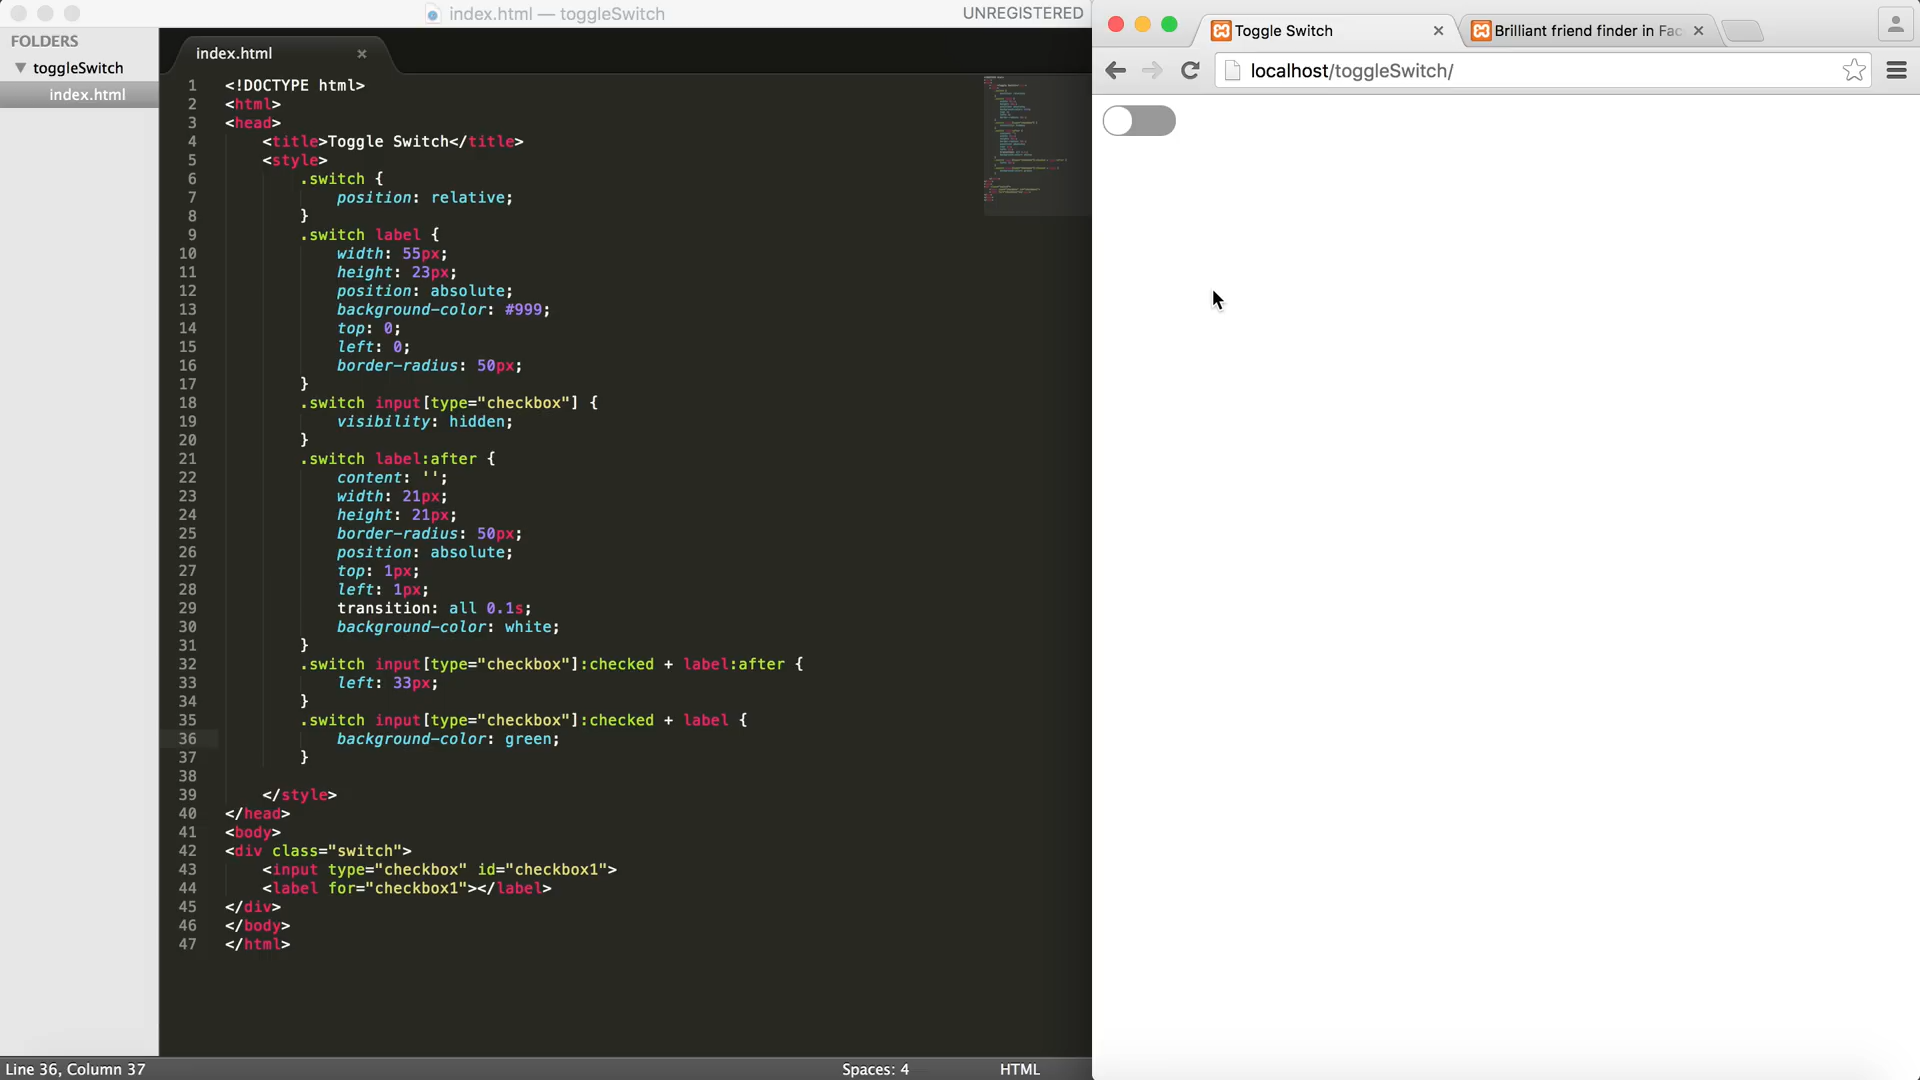 index.html — toggleSwitch
UNREGISTERED
FOLDERS
toggleSwitch
index.html
index.html
1 <!DOCTYPE html>
2 <html>
3 <head>
4 <title>Toggle Switch</title>
5 <style>
6 .switch {
7 position: relative;
8 }
9 .switch label {
10 width: 55px;
11 height: 23px;
12 position: absolute;
13 background-color: #999;
14 top: 0;
15 left: 0;
16 border-radius: 50px;
17 }
18 .switch input[type="checkbox"] {
19 visibility: hidden;
20 }
21 .switch label:after {
22 content: '';
23 width: 21px;
24 height: 21px;
25 border-radius: 50px;
26 position: absolute;
27 top: 1px;
28 left: 1px;
29 transition: all 0.1s;
30 background-color: white;
31 }
32 .switch input[type="checkbox"]:checked + label:after {
33 left: 33px;
34 }
35 .switch input[type="checkbox"]:checked + label {
36 background-color: green;
37 }
38
39 </style>
40 </head>
41 <body>
42 <div class="switch">
43 <input type="checkbox" id="checkbox1">
44 <label for="checkbox1"></label>
45 </div>
46 </body>
47 </html>
Line 36, Column 37
Spaces: 4
HTML
Toggle Switch
Brilliant friend finder in Fac
localhost/toggleSwitch/